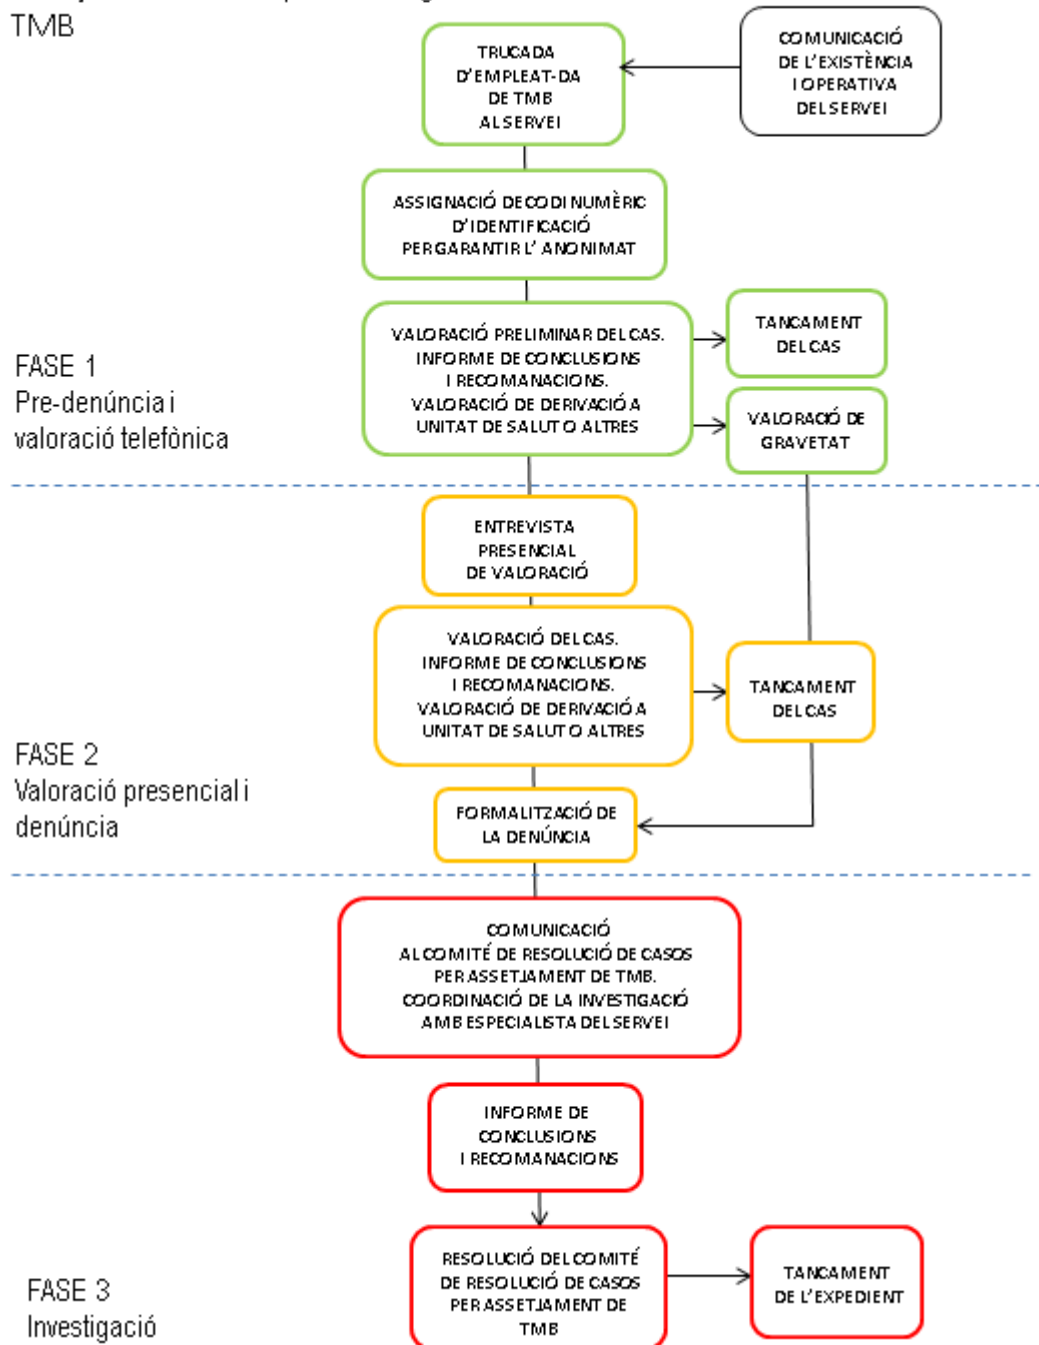 TMB
TRUCADA
D'EMPLEAT-DA
DE TMB
AL SERVEI
COMUNICACIÓ
DE L'EXISTÈNCIA
I OPERATIVA
DEL SERVEI
ASSIGNACIÓ DE CODI NUMÈRIC
D'IDENTIFICACIÓ
PER GARANTIR L' ANONIMAT
VALORACIÓ PRELIMINAR DEL CAS.
INFORME DE CONCLUSIONS
I RECOMANACIONS.
VALORACIÓ DE DERIVACIÓ A
UNITAT DE SALUT O ALTRES
TANCAMENT
DEL CAS
VALORACIÓ DE
GRAVETAT
FASE 1
Pre-denúncia i
valoració telefònica
ENTREVISTA
PRESENCIAL
DE VALORACIÓ
VALORACIÓ DEL CAS.
INFORME DE CONCLUSIONS
I RECOMANACIONS.
VALORACIÓ DE DERIVACIÓ A
UNITAT DE SALUT O ALTRES
TANCAMENT
DEL CAS
FASE 2
Valoració presencial i
denúncia
FORMALITZACIÓ DE
LA DENÚNCIA
COMUNICACIÓ
AL COMITÉ DE RESOLUCIÓ DE CASOS
PER ASSETJAMENT DE TMB.
COORDINACIÓ DE LA INVESTIGACIÓ
AMB ESPECIALISTA DEL SERVEI
INFORME DE
CONCLUSIONS
I RECOMANACIONS
RESOLUCIÓ DEL COMITÉ
DE RESOLUCIÓ DE CASOS
PER ASSETJAMENT DE
TMB
TANCAMENT
DE L'EXPEDIENT
FASE 3
Investigació